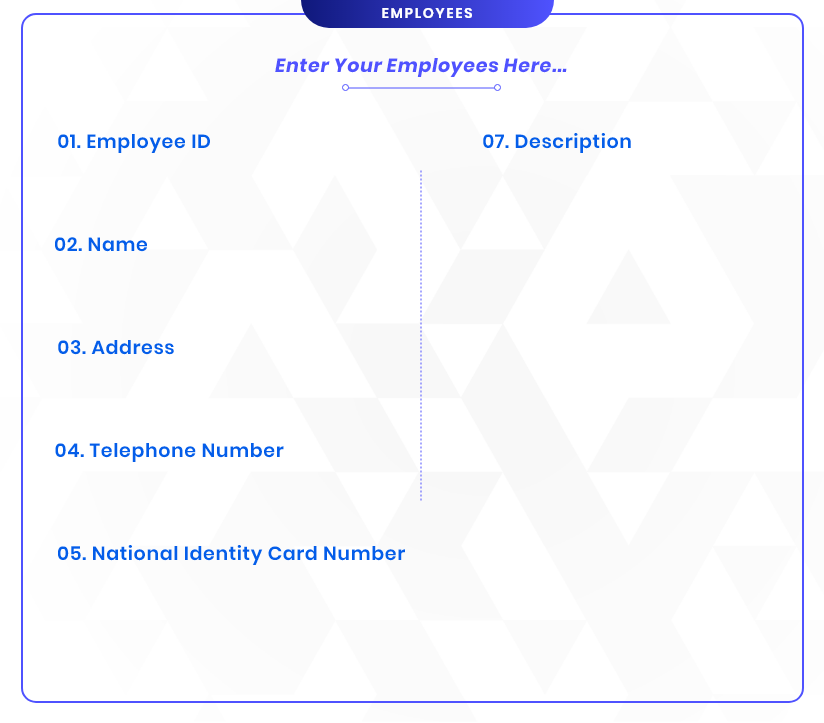 EMPLOYEES
Enter Your Employees Here...
01. Employee ID
02. Name
03. Address
04. Telephone Number
05. National Identity Card Number
07. Description